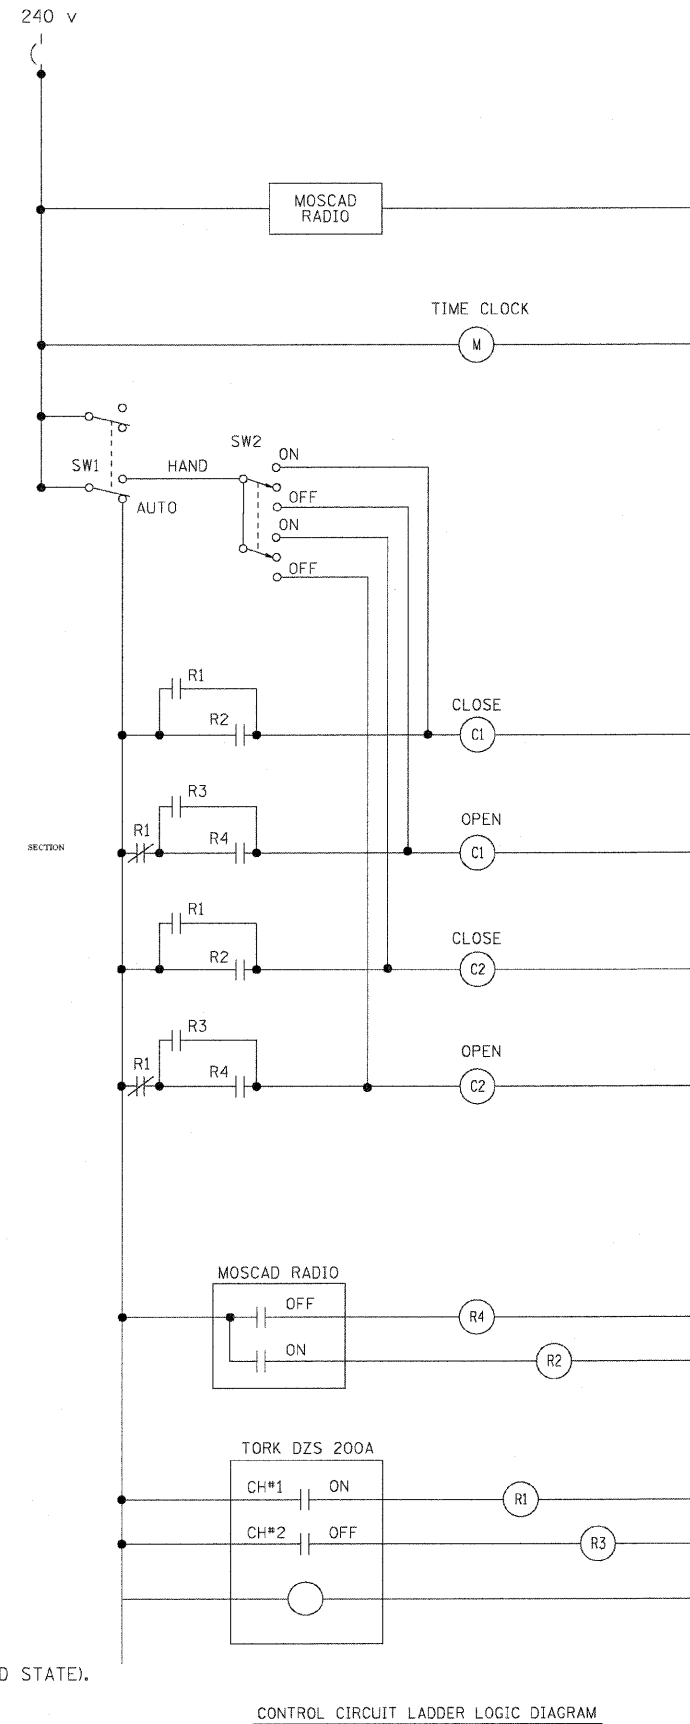 240 v
MOSCAD
RADIO
TIME CLOCK
M
SW2
ON
SW1
HAND
AUTO
OFF
ON
OFF
R1
CLOSE
R2
C1
R3
OPEN
R1
R4
C1
SECTION
R1
CLOSE
R2
C2
R3
OPEN
R1
R4
C2
MOSCAD RADIO
OFF
R4
ON
R2
TORK DZS 200A
CH#1 ON
R1
CH#2 OFF
R3
D STATE).
CONTROL CIRCUIT LADDER LOGIC DIAGRAM